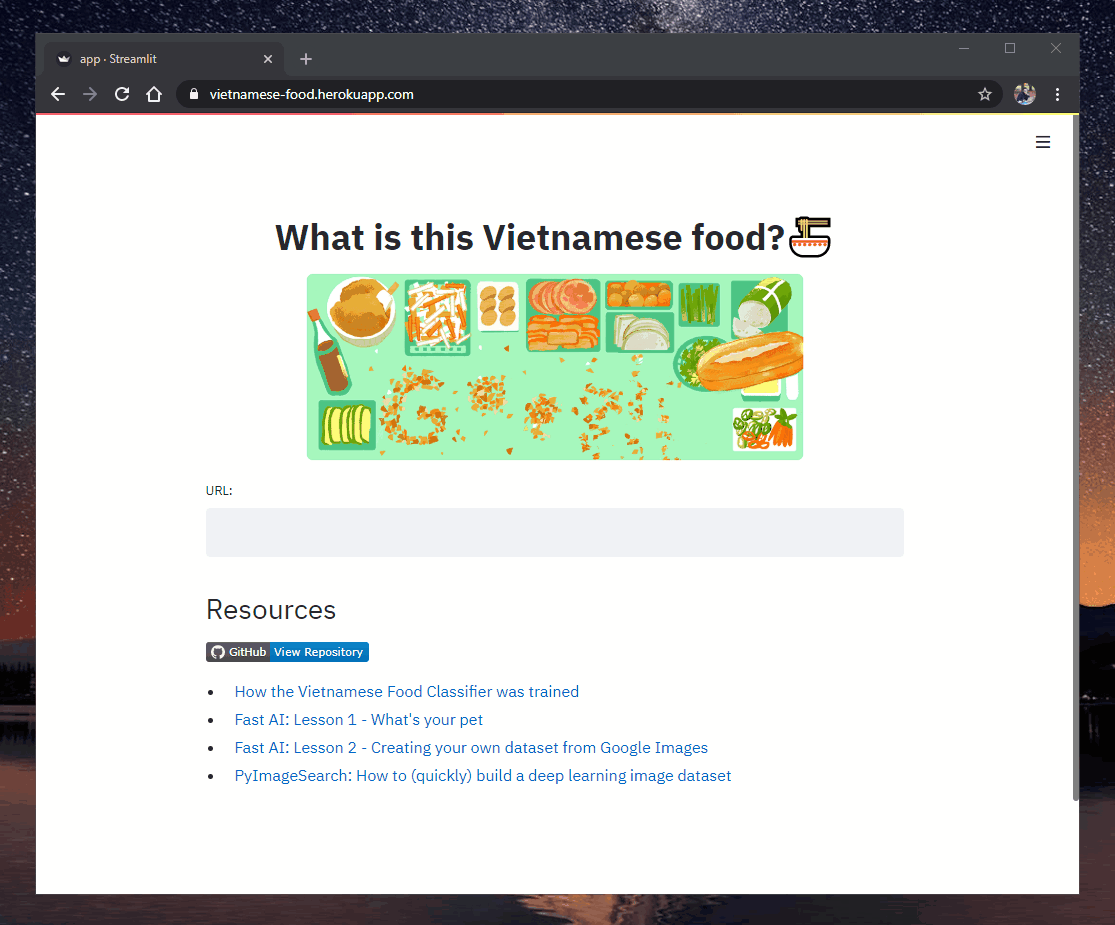 app · Streamlit
vietnamese-food.herokuapp.com
What is this Vietnamese food?
URL:
Resources
GitHub View Repository
How the Vietnamese Food Classifier was trained
Fast AI: Lesson 1 - What's your pet
Fast AI: Lesson 2 - Creating your own dataset from Google Images
PyImageSearch: How to (quickly) build a deep learning image dataset